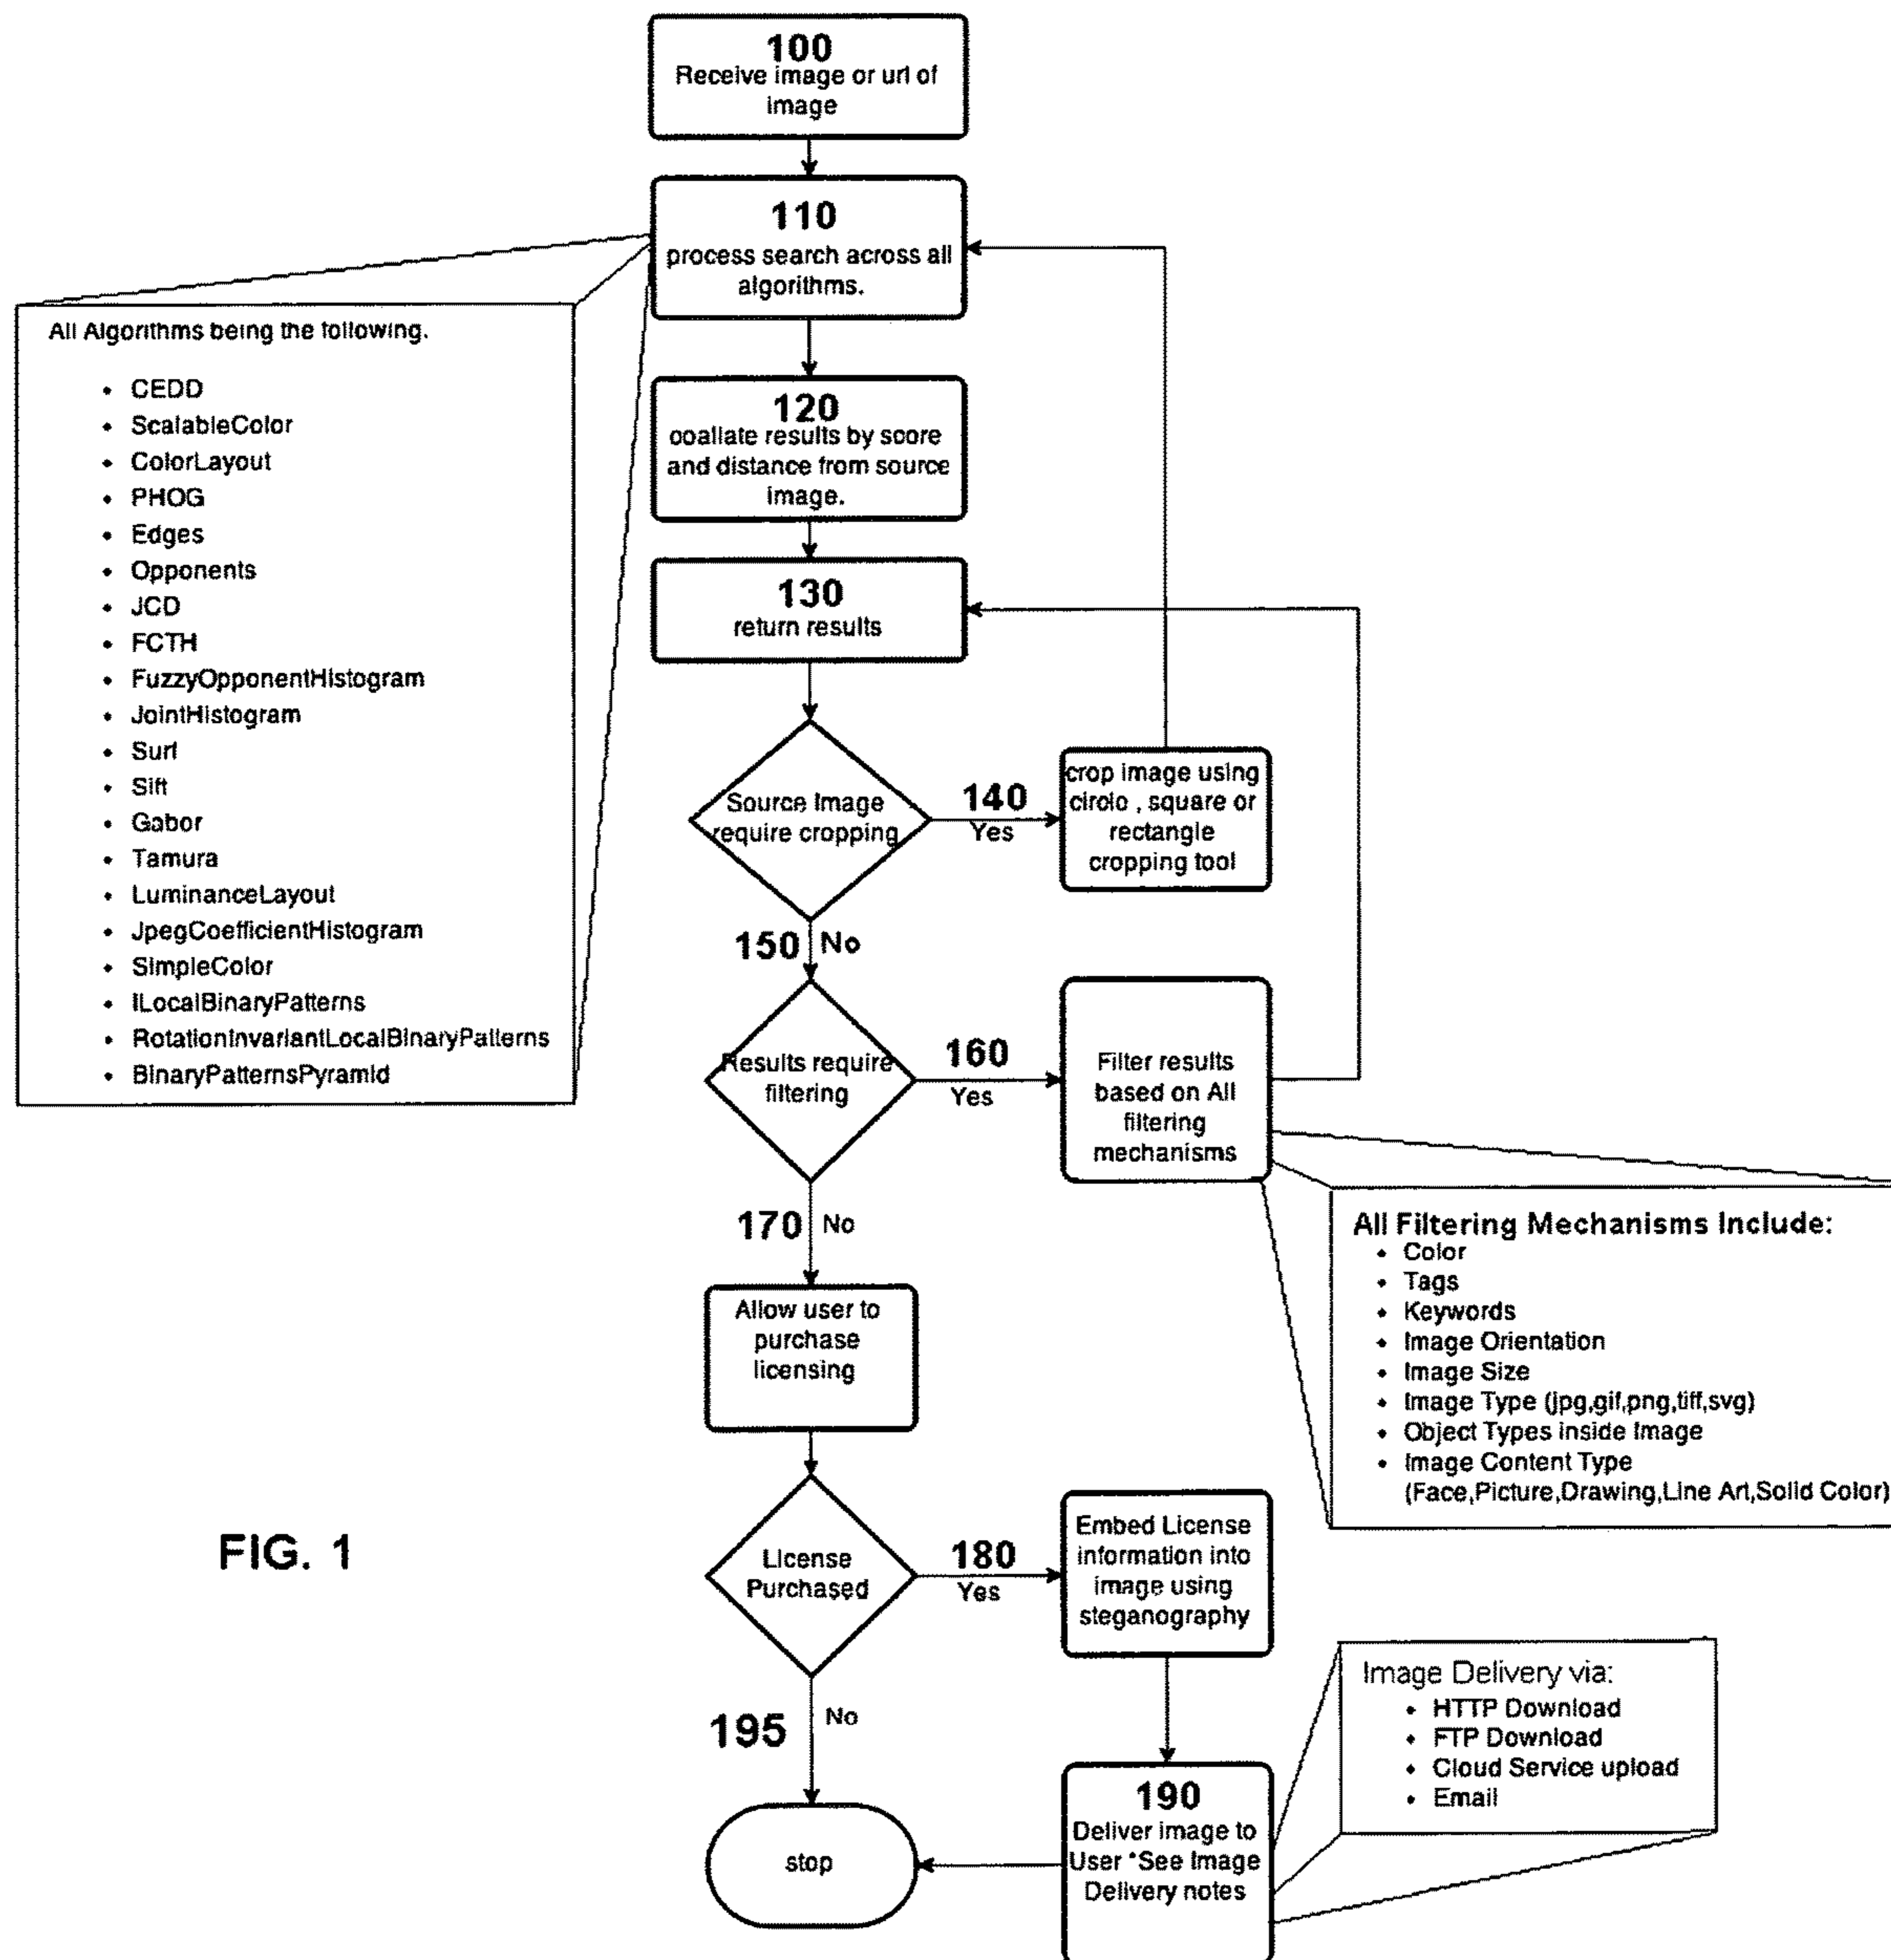 100
Receive image or url of
image
110
process search across all
algorithms.
All Algorithms being the following.
• CEDD
• ScalableColor
• ColorLayout
• PHOG
• Edges
• Opponents
• JCD
• FCTH
• FuzzyOpponentHistogram
• JointHistogram
• Surf
• Sift
• Gabor
• Tamura
• LuminanceLayout
• JpegCoefficientHistogram
• SimpleColor
• ILocalBinaryPatterns
• RotationInvariantLocalBinaryPatterns
• BinaryPatternsPyramid
120
coallate results by score
and distance from source
image.
130
return results
Source Image
require cropping
140
Yes
crop image using
circle , square or
rectangle
cropping tool
150 No
Results require
filtering
160
Yes
Filter results
based on All
filtering
mechanisms
All Filtering Mechanisms Include:
• Color
• Tags
• Keywords
• Image Orientation
• Image Size
• Image Type (jpg,gif,png,tiff,svg)
• Object Types inside Image
• Image Content Type
(Face,Picture,Drawing,Line Art,Solid Color)
170 No
Allow user to
purchase
licensing
License
Purchased
180
Yes
Embed License
information into
image using
steganography
195 No
190
Deliver image to
User *See Image
Delivery notes
Image Delivery via:
• HTTP Download
• FTP Download
• Cloud Service upload
• Email
stop
FIG. 1